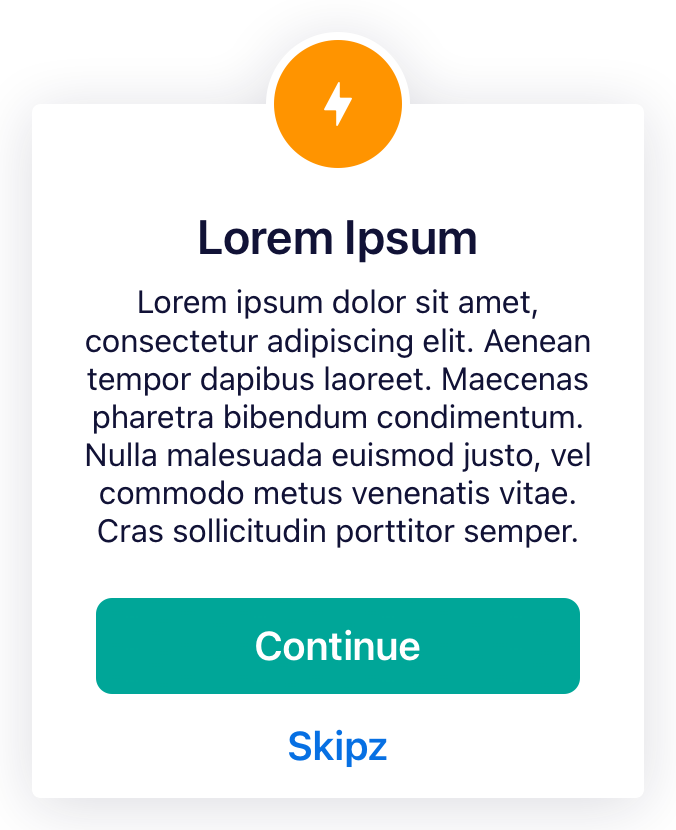 Lorem Ipsum
Lorem ipsum dolor sit amet,
consectetur adipiscing elit. Aenean
tempor dapibus laoreet. Maecenas
pharetra bibendum condimentum.
Nulla malesuada euismod justo, vel
commodo metus venenatis vitae.
Cras sollicitudin porttitor semper.
Continue
Skipz